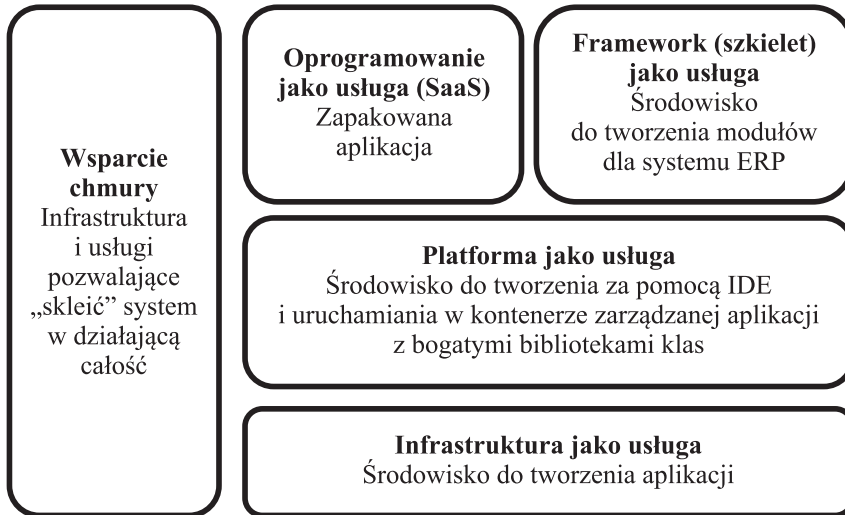 Wsparcie
chmury
Infrastruktura
i usługi
pozwalające
„skleić” system
w działającą
całość
Oprogramowanie
jako usługa (SaaS)
Zapakowana
aplikacja
Framework (szkielet)
jako usługa
Środowisko
do tworzenia modułów
dla systemu ERP
Platforma jako usługa
Środowisko do tworzenia za pomocą IDE
i uruchamiania w kontenerze zarządzanej aplikacji
z bogatymi bibliotekami klas
Infrastruktura jako usługa
Środowisko do tworzenia aplikacji